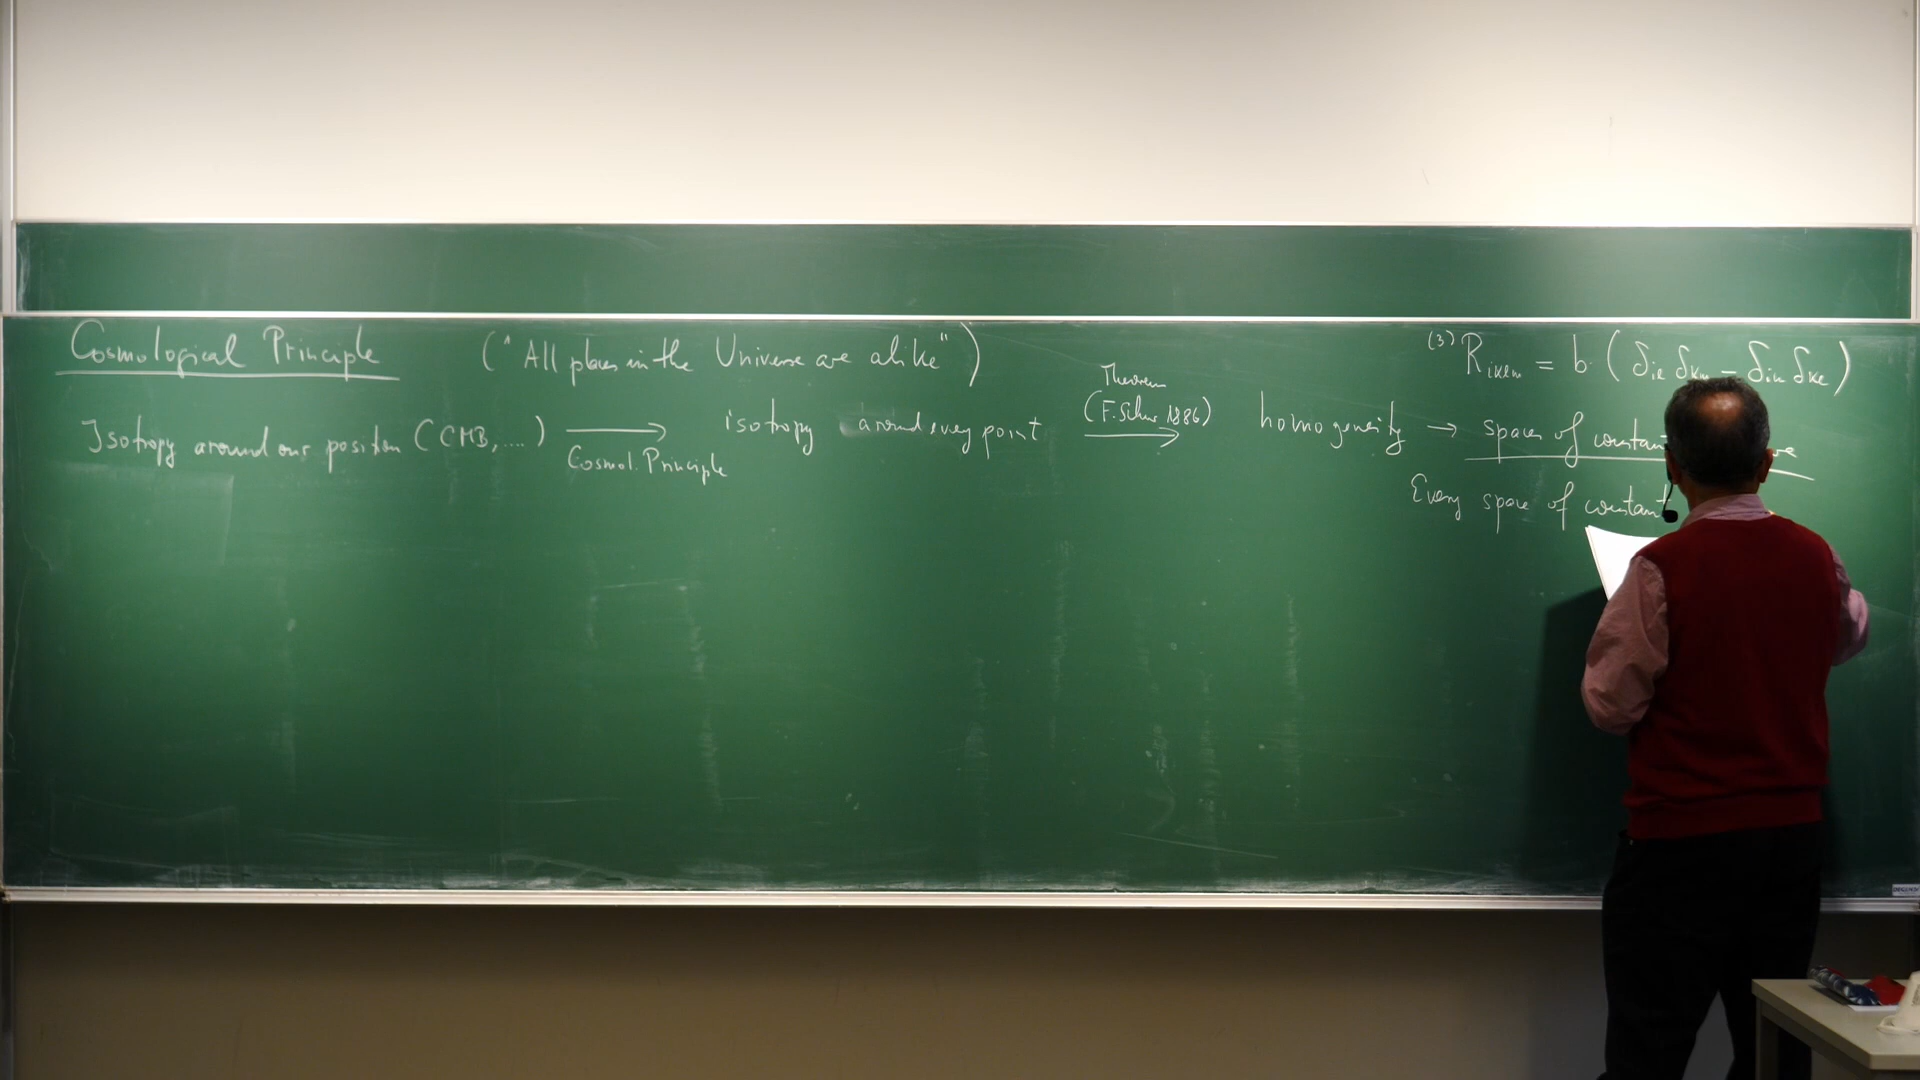 Cosmological Principle ("All places in the Universe are alike")
(3) R_iklm = b · (δ_il δ_km - δ_im δ_kl)
Isotropy around our position (CMB, ....) → Cosmol. Principle isotropy around every point Theorem (F. Schur 1886) → homogeneity → spaces of constant
Every space of constant